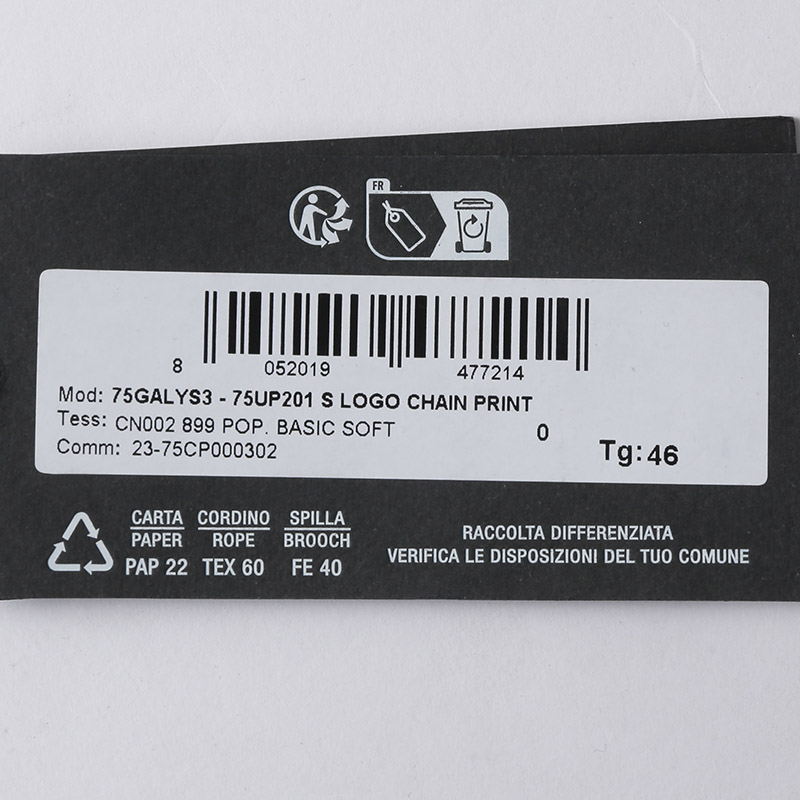 FR
8 052019 477214
Mod: 75GALYS3 - 75UP201 S LOGO CHAIN PRINT
Tess: CN002 899 POP. BASIC SOFT 0
Comm: 23-75CP000302
Tg: 46
CARTA CORDINO SPILLA
PAPER ROPE BROOCH
PAP 22 TEX 60 FE 40
RACCOLTA DIFFERENZIATA
VERIFICA LE DISPOSIZIONI DEL TUO COMUNE